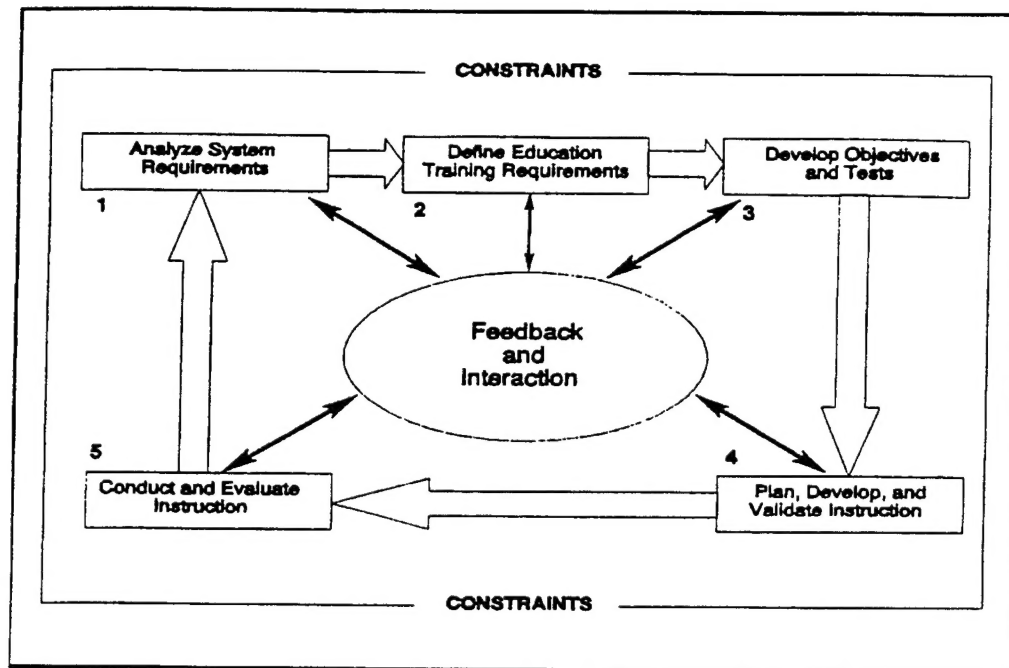 CONSTRAINTS
Analyze System
Requirements
1
Define Education
Training Requirements
2
Develop Objectives
and Tests
3
Feedback
and
Interaction
5
Conduct and Evaluate
Instruction
4
Plan, Develop, and
Validate Instruction
CONSTRAINTS